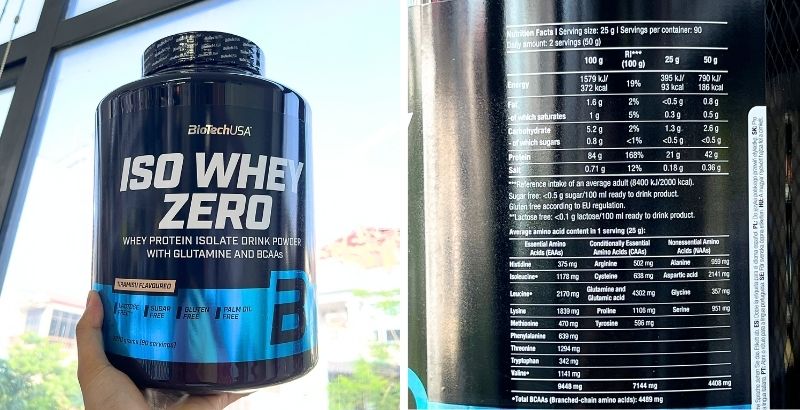 BioTechUSA
ISO WHEY
ZERO
WHEY PROTEIN ISOLATE DRINK POWDER
WITH GLUTAMINE AND BCAAs
TIRAMISU FLAVOURED
LACTOSE FREE
SUGAR FREE
GLUTEN FREE
PALM OIL FREE
B
(90 servings)
Nutrition Facts I Serving size: 25 g I Servings per container: 90
Daily amount: 2 servings (50 g)
100 g RI*** (100 g) 25 g 50 g
Energy 1579 kJ/ 372 kcal 19% 395 kJ/ 93 kcal 790 kJ/ 186 kcal
Fat 1.6 g 2% <0.5 g 0.8 g
- of which saturates 1 g 5% 0.3 g 0.5 g
Carbohydrate 5.2 g 2% 1.3 g 2.6 g
- of which sugars 0.8 g <1% <0.5 g <0.5 g
Protein 84 g 168% 21 g 42 g
Salt 0.71 g 12% 0.18 g 0.36 g
***Reference intake of an average adult (8400 kJ/2000 kcal).
Sugar free: <0.5 g sugar/100 ml ready to drink product.
Gluten free according to EU regulation.
**Lactose free: <0.1 g lactose/100 ml ready to drink product.
Average amino acid content in 1 serving (25 g):
Essential Amino Acids (EAAs) Conditionally Essential Amino Acids (CAAs) Nonessential Amino Acids (NAAs)
Histidine 375 mg Arginine 502 mg Alanine 959 mg
Isoleucine* 1178 mg Cysteine 638 mg Aspartic acid 2141 mg
Leucine* 2170 mg Glutamine and Glutamic acid 4302 mg Glycine 357 mg
Lysine 1839 mg Proline 1106 mg Serine 951 mg
Methionine 470 mg Tyrosine 596 mg
Phenylalanine 639 mg
Threonine 1294 mg
Tryptophan 342 mg
Valine* 1141 mg
9448 mg 7144 mg 4408 mg
*Total BCAAs (Branched-chain amino acids): 4489 mg